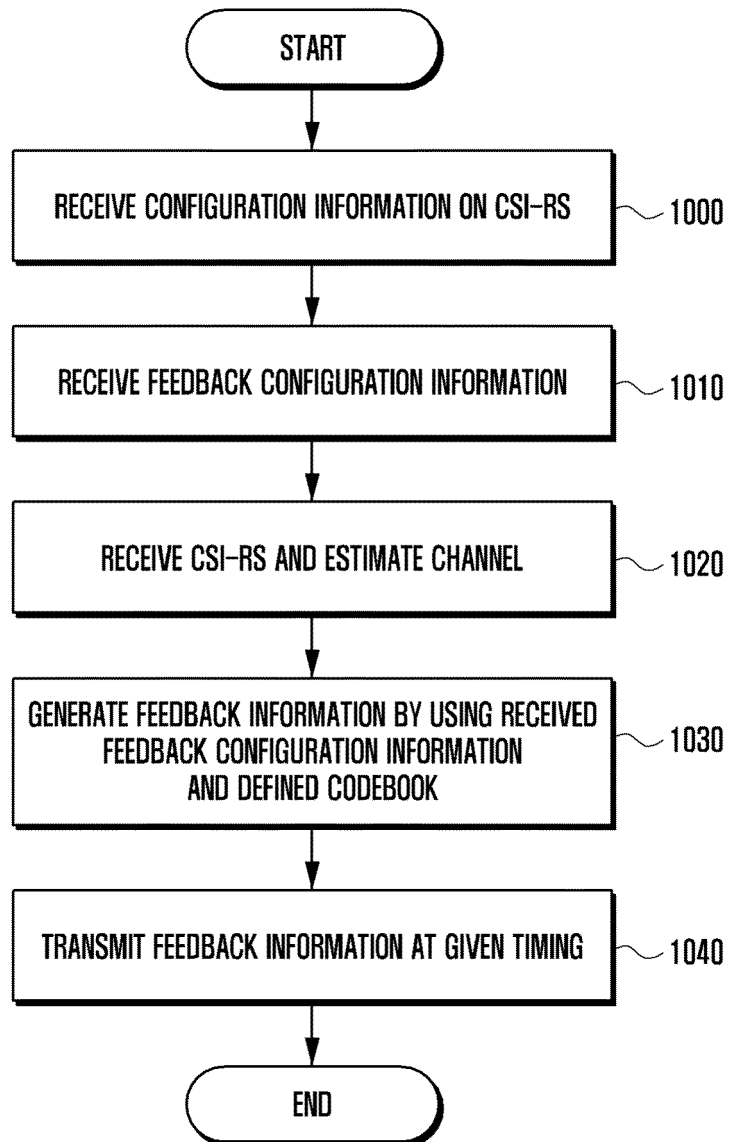 START
RECEIVE CONFIGURATION INFORMATION ON CSI-RS
1000
RECEIVE FEEDBACK CONFIGURATION INFORMATION
1010
RECEIVE CSI-RS AND ESTIMATE CHANNEL
1020
GENERATE FEEDBACK INFORMATION BY USING RECEIVED
FEEDBACK CONFIGURATION INFORMATION
AND DEFINED CODEBOOK
1030
TRANSMIT FEEDBACK INFORMATION AT GIVEN TIMING
1040
END